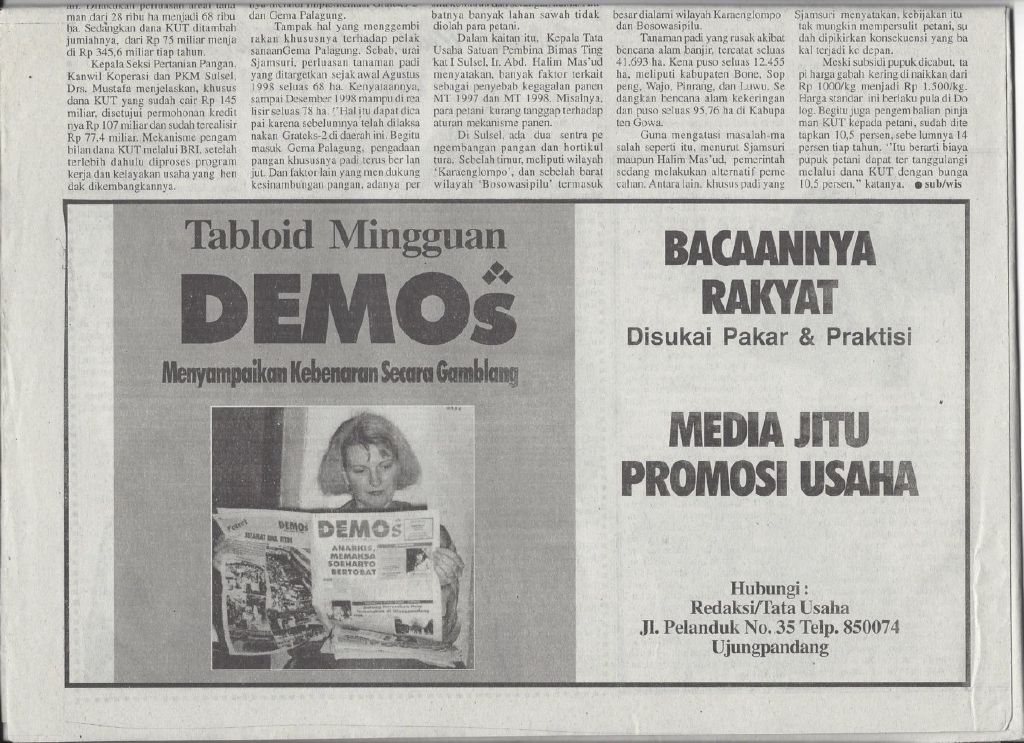 man dari 28 ribu ha menjadi 68 ribu
ha. Sedangkan dana KUT ditambah
jumlahnya, dari Rp 75 miliar menja
di Rp 345,6 miliar tiap tahun.
Kepala Seksi Pertanian Pangan,
Kanwil Koperasi dan PKM Sulsel,
Drs. Mustafa menjelaskan, khusus
dana KUT yang sudah cair Rp 145
miliar, disetujui permohonan kredit
nya Rp 107 miliar dan sudah terealisir
Rp 77,4 miliar. Mekanisme pengam
bilan dana KUT melalui BRI, setelah
terlebih dahulu diproses program
kerja dan kelayakan usaha yang hen
dak dikembangkannya.
dan Gema Palagung.
Tampak hal yang menggembi
rakan khususnya terhadap pelak
sanaanGema Palagung. Sebab, urai
Sjamsuri, perluasan tanaman padi
yang ditargetkan sejak awal Agustus
1998 seluas 68 ha. Kenyataannya,
sampai Desember 1998 mampu di rea
lisir seluas 78 ha. "Hal itu dapat dica
pai karena sebelumnya telah dilaksa
nakan Grateks-2 di daerah ini. Begitu
masuk Gema Palagung, pengadaan
pangan khususnya padi terus ber lan
jut. Dan faktor lain yang men dukung
kesinambungan pangan, adanya per
batnya banyak lahan sawah tidak
diolah para petani.
Dalam kaitan itu, Kepala Tata
Usaha Satuan Pembina Bimas Ting
kat I Sulsel, Ir. Abd. Halim Mas'ud
menyatakan, banyak faktor terkait
sebagai penyebab kegagalan panen
MT 1997 dan MT 1998. Misalnya,
para petani kurang tanggap terhadap
aturan mekanisme panen.
Di Sulsel, ada dua sentra pe
ngembangan pangan dan hortikul
tura. Sebelah timur, meliputi wilayah
'Karaenglompo', dan sebelah barat
wilayah 'Bosowasipilu' termasuk
besar dialami wilayah Karaenglompo
dan Bosowasipilu.
Tanaman padi yang rusak akibat
bencana alam banjir, tercatat seluas
41.693 ha. Kena puso seluas 12.455
ha, meliputi kabupaten Bone, Sop
peng, Wajo, Pinrang, dan Luwu. Se
dangkan bencana alam kekeringan
dan puso seluas 95,76 ha di Kabupa
ten Gowa.
Guna mengatasi masalah-ma
salah seperti itu, menurut Sjamsuri
maupun Halim Mas'ud, pemerintah
sedang melakukan alternatif peme
cahan. Antara lain, khusus padi yang
Sjamsuri menyatakan, kebijakan itu
tak mungkin mempersulit petani, su
dah dipikirkan konsekuensi yang ba
kal terjadi ke depan.
Meski subsidi pupuk dicabut, ta
pi harga gabah kering di naikkan dari
Rp 1000/kg menjadi Rp 1.500/kg.
Harga standar ini berlaku pula di Do
log. Begitu juga pengem balian pinja
man KUT kepada petani, sudah dite
tapkan 10,5 persen, sebe lumnya 14
persen tiap tahun. "Itu berarti biaya
pupuk petani dapat ter tanggulangi
melalui dana KUT dengan bunga
10,5 persen," katanya. ● sub/wis
Tabloid Mingguan
DEMOs
Menyampaikan Kebenaran Secara Gamblang
DEMOs
DEMOs
ANARKIS,
MEMAKSA
SOEHARTO
BERTOBAT
BACAANNYA
RAKYAT
Disukai Pakar & Praktisi
MEDIA JITU
PROMOSI USAHA
Hubungi :
Redaksi/Tata Usaha
Jl. Pelanduk No. 35 Telp. 850074
Ujungpandang